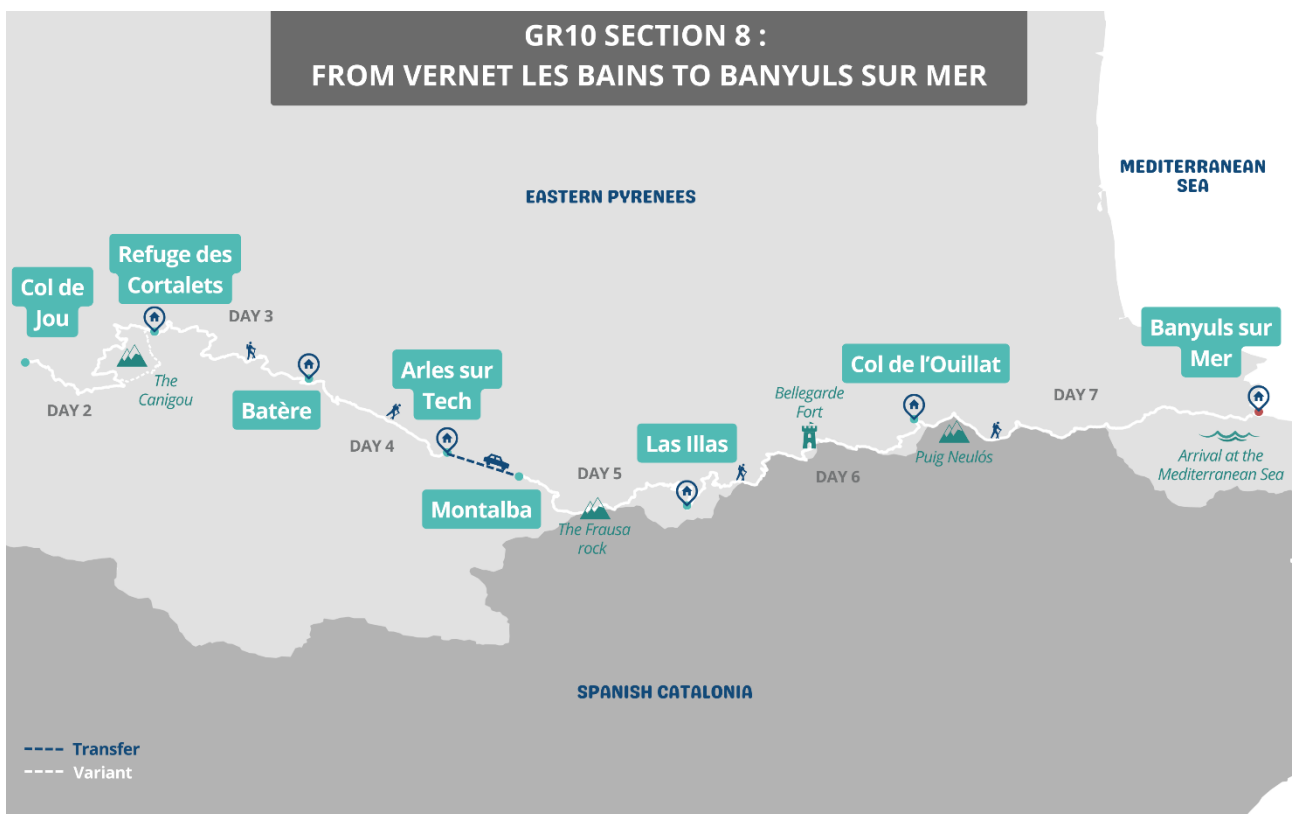 GR10 SECTION 8 :
FROM VERNET LES BAINS TO BANYULS SUR MER
MEDITERRANEAN
SEA
EASTERN PYRENEES
Refuge des
Cortalets
Col de
Jou
DAY 3
Banyuls sur
Mer
Arles sur
Tech
Col de l’Ouillat
The
Canigou
Bellegarde
Fort
DAY 7
DAY 2
Batère
DAY 4
Las Illas
Puig Neulós
Arrival at the
Mediterranean Sea
DAY 5
DAY 6
Montalba
The Frausa
rock
SPANISH CATALONIA
Transfer
Variant